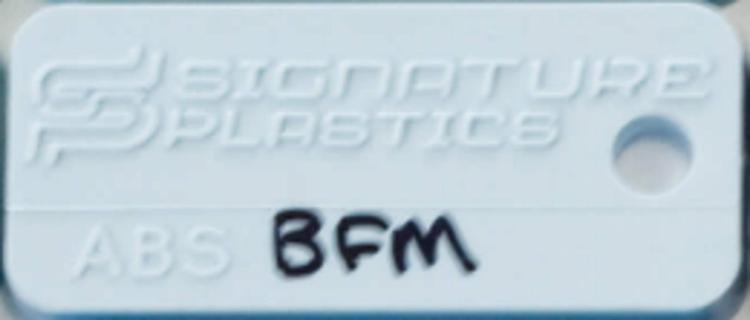 SIGNATURE
PLASTICS
ABS BFM